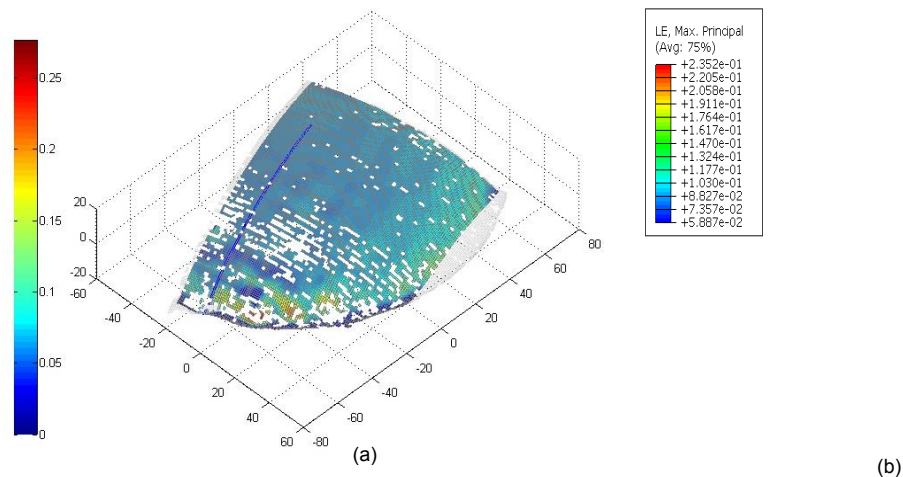 0.25
0.2
0.15
0.1
0.05
0
20
0
-20
-60
-40
-20
0
20
40
60
-80
-60
-40
-20
0
20
40
60
80
(a)
LE, Max. Principal
(Avg: 75%)
+2.352e-01
+2.205e-01
+2.058e-01
+1.911e-01
+1.764e-01
+1.617e-01
+1.470e-01
+1.324e-01
+1.177e-01
+1.030e-01
+8.827e-02
+7.357e-02
+5.887e-02
(b)